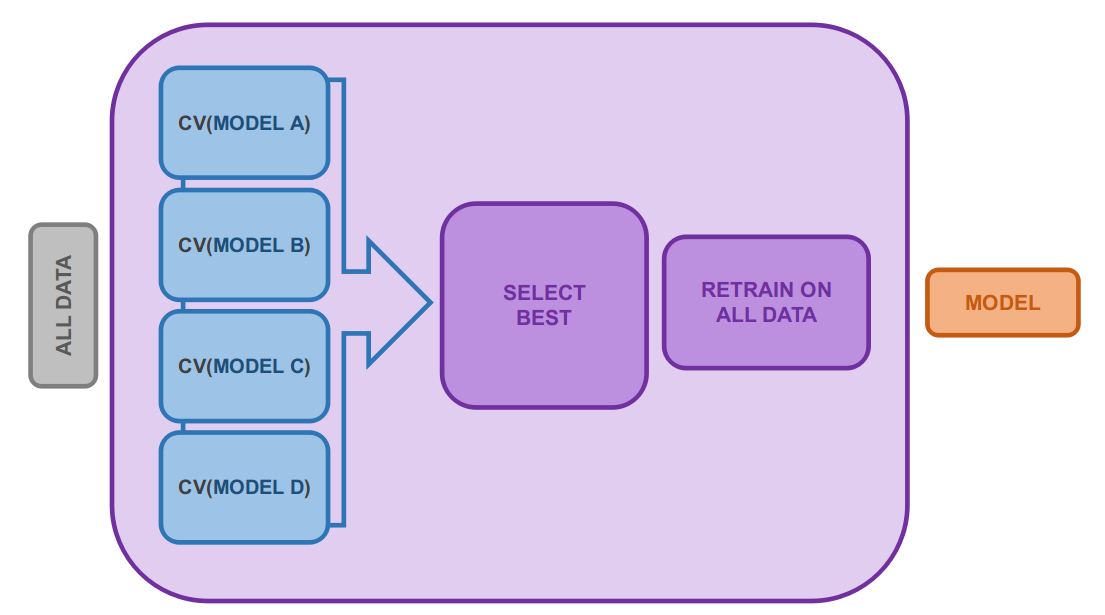 ALL DATA
CV(MODEL A)
CV(MODEL B)
CV(MODEL C)
CV(MODEL D)
SELECT
BEST
RETRAIN ON
ALL DATA
MODEL